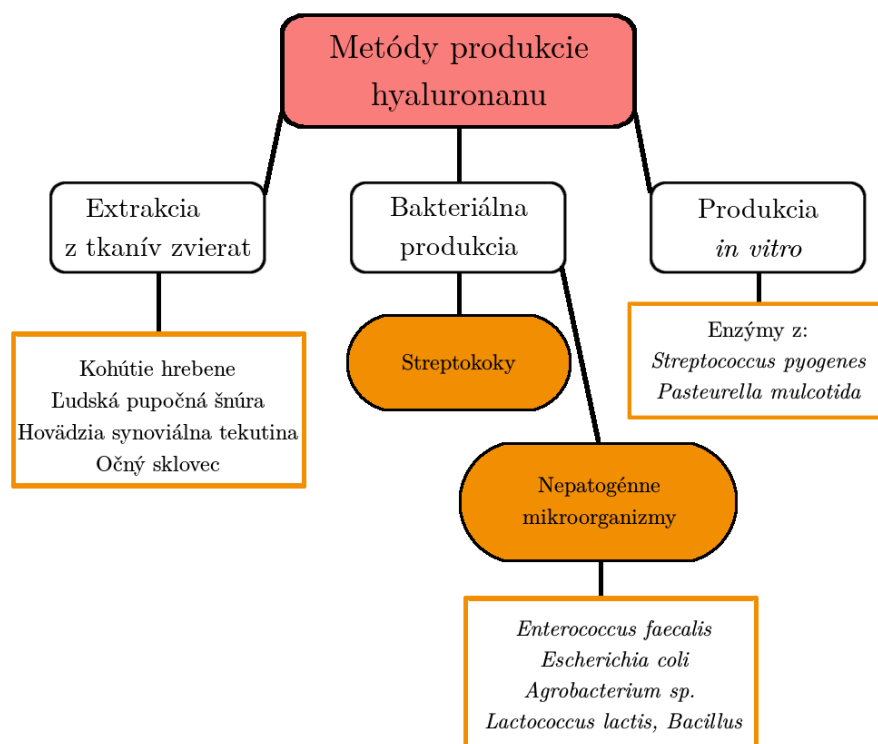 Metódy produkcie
hyaluronanu
Extrakcia
z tkanív zvierat
Kohútie hrebene
Ľudská pupočná šnúra
Hovädzia synoviálna tekutina
Očný sklovec
Bakteriálna
produkcia
Streptokoky
Nepatogénne
mikroorganizmy
Enterococcus faecalis
Escherichia coli
Agrobacterium sp.
Lactococcus lactis, Bacillus
Produkcia
in vitro
Enzýmy z:
Streptococcus pyogenes
Pasteurella mulcotida